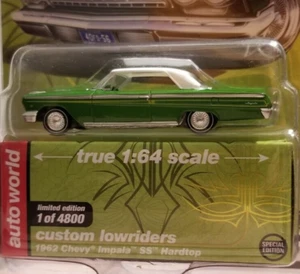 true 1:64 scale
auto world
limited edition
1 of 4800
custom lowriders
1962 Chevy Impala SS Hardtop
SPECIAL
EDITION